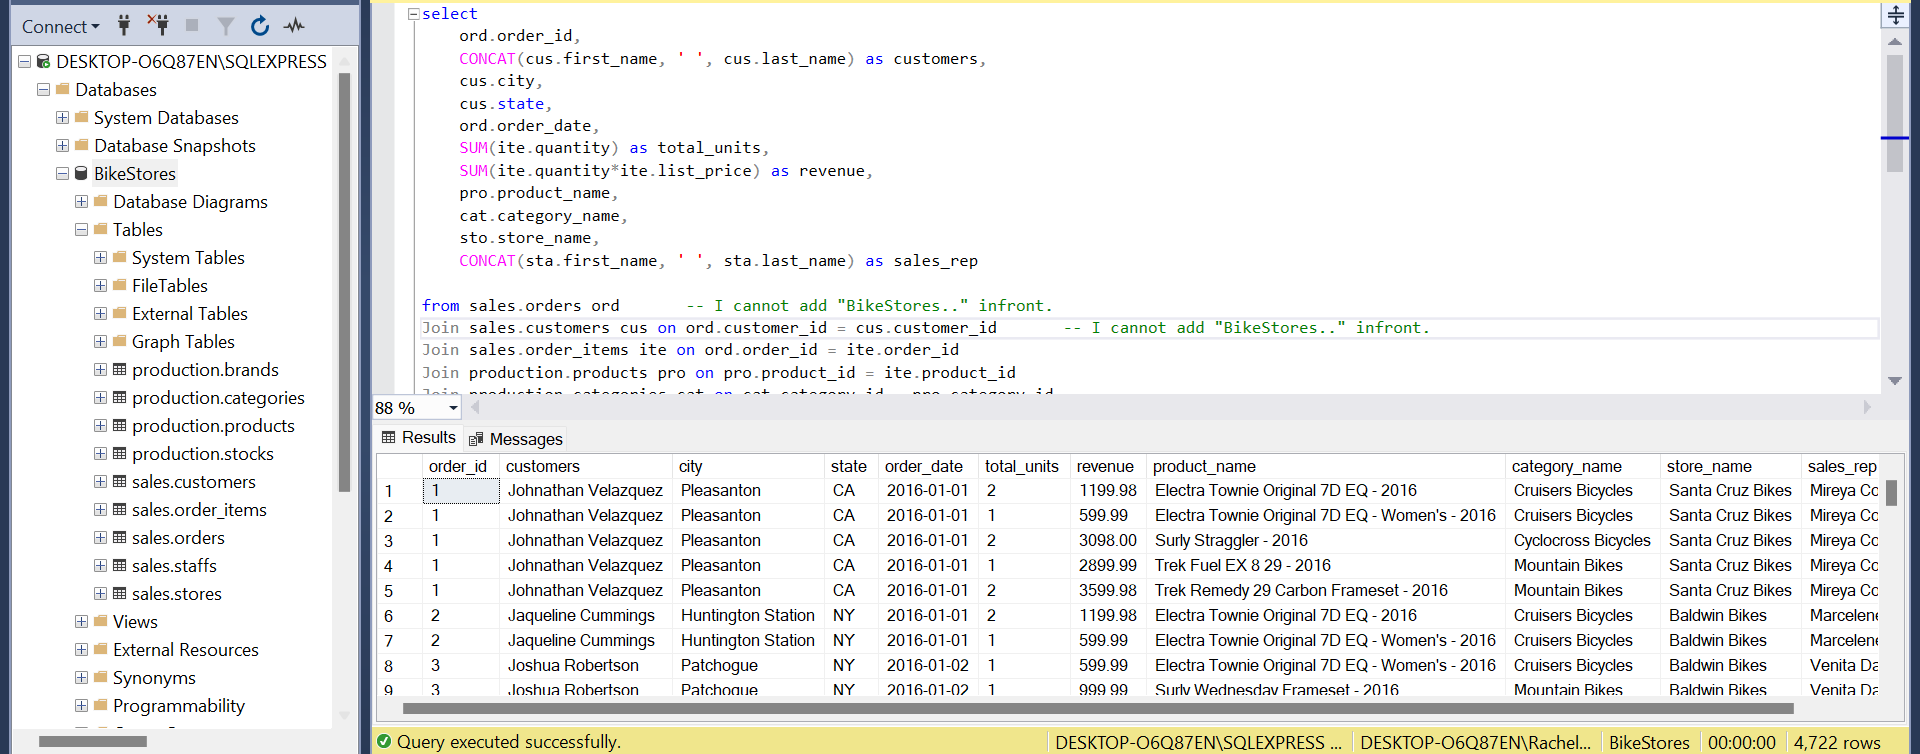 Connect
DESKTOP-O6Q87EN\SQLEXPRESS
Databases
System Databases
Database Snapshots
BikeStores
Database Diagrams
Tables
System Tables
FileTables
External Tables
Graph Tables
production.brands
production.categories
production.products
production.stocks
sales.customers
sales.order_items
sales.orders
sales.staffs
sales.stores
Views
External Resources
Synonyms
Programmability
select
ord.order_id,
CONCAT(cus.first_name, ' ', cus.last_name) as customers,
cus.city,
cus.state,
ord.order_date,
SUM(ite.quantity) as total_units,
SUM(ite.quantity*ite.list_price) as revenue,
pro.product_name,
cat.category_name,
sto.store_name,
CONCAT(sta.first_name, ' ', sta.last_name) as sales_rep
from sales.orders ord -- I cannot add "BikeStores.." infront.
Join sales.customers cus on ord.customer_id = cus.customer_id -- I cannot add "BikeStores.." infront.
Join sales.order_items ite on ord.order_id = ite.order_id
Join production.products pro on pro.product_id = ite.product_id
Join production.categories cat on cat.category_id = pro.category_id
88 %
Results Messages
order_id customers city state order_date total_units revenue product_name category_name store_name sales_rep
1 1 Johnathan Velazquez Pleasanton CA 2016-01-01 2 1199.98 Electra Townie Original 7D EQ - 2016 Cruisers Bicycles Santa Cruz Bikes Mireya Co
2 1 Johnathan Velazquez Pleasanton CA 2016-01-01 1 599.99 Electra Townie Original 7D EQ - Women's - 2016 Cruisers Bicycles Santa Cruz Bikes Mireya Co
3 1 Johnathan Velazquez Pleasanton CA 2016-01-01 2 3098.00 Surly Straggler - 2016 Cyclocross Bicycles Santa Cruz Bikes Mireya Co
4 1 Johnathan Velazquez Pleasanton CA 2016-01-01 1 2899.99 Trek Fuel EX 8 29 - 2016 Mountain Bikes Santa Cruz Bikes Mireya Co
5 1 Johnathan Velazquez Pleasanton CA 2016-01-01 2 3599.98 Trek Remedy 29 Carbon Frameset - 2016 Mountain Bikes Santa Cruz Bikes Mireya Co
6 2 Jaqueline Cummings Huntington Station NY 2016-01-01 2 1199.98 Electra Townie Original 7D EQ - 2016 Cruisers Bicycles Baldwin Bikes Marcelene
7 2 Jaqueline Cummings Huntington Station NY 2016-01-01 1 599.99 Electra Townie Original 7D EQ - Women's - 2016 Cruisers Bicycles Baldwin Bikes Marcelene
8 3 Joshua Robertson Patchogue NY 2016-01-02 1 599.99 Electra Townie Original 7D EQ - Women's - 2016 Cruisers Bicycles Baldwin Bikes Venita Da
9 3 Joshua Robertson Patchogue NY 2016-01-02 1 999.99 Surly Wednesday Frameset - 2016 Mountain Bikes Baldwin Bikes Venita Da
Query executed successfully. DESKTOP-O6Q87EN\SQLEXPRESS ... DESKTOP-O6Q87EN\Rachel... BikeStores 00:00:00 4,722 rows